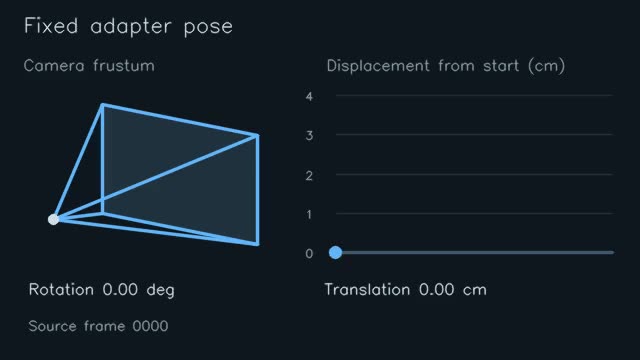 Fixed adapter pose
Camera frustum
Displacement from start (cm)
4
3
2
1
0
Rotation 0.00 deg
Translation 0.00 cm
Source frame 0000